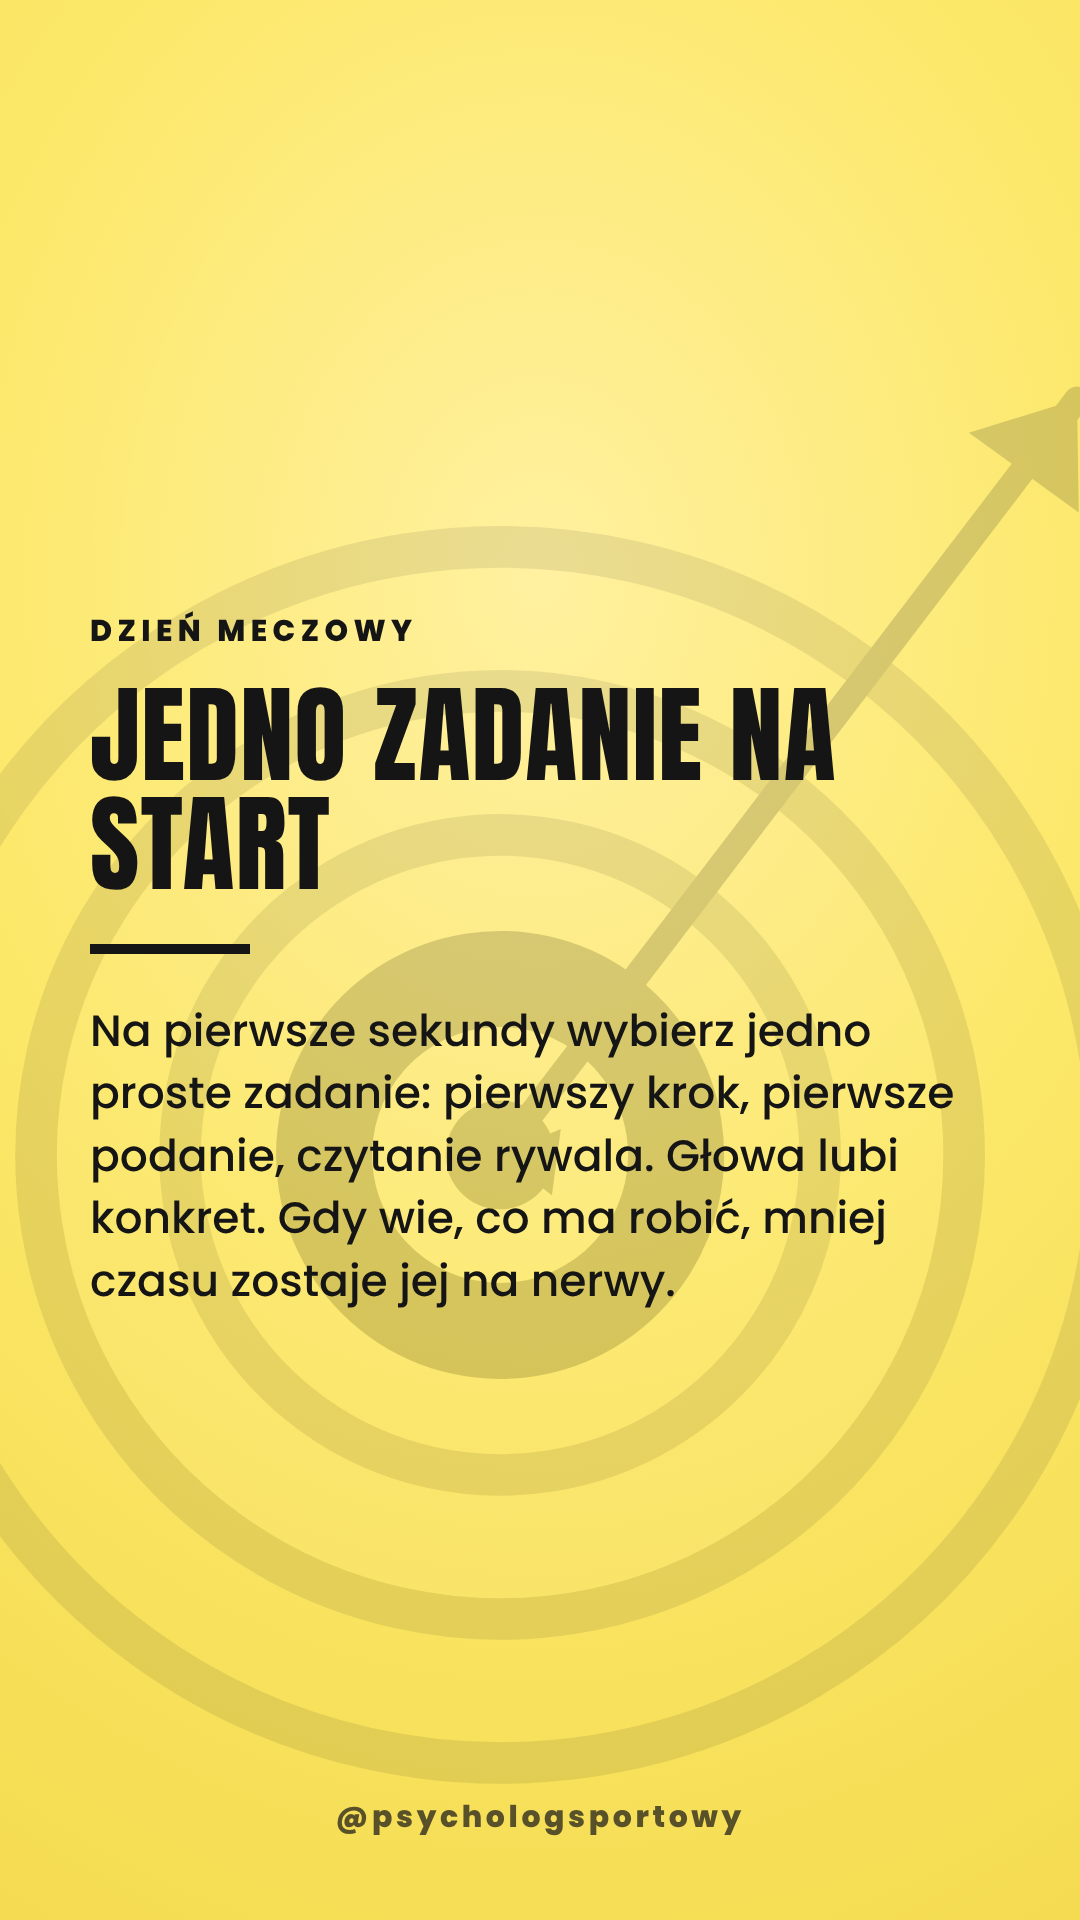 DZIEŃ MECZOWY
JEDNO ZADANIE NA
START
Na pierwsze sekundy wybierz jedno
proste zadanie: pierwszy krok, pierwsze
podanie, czytanie rywala. Głowa lubi
konkret. Gdy wie, co ma robić, mniej
czasu zostaje jej na nerwy.
@psychologsportowy